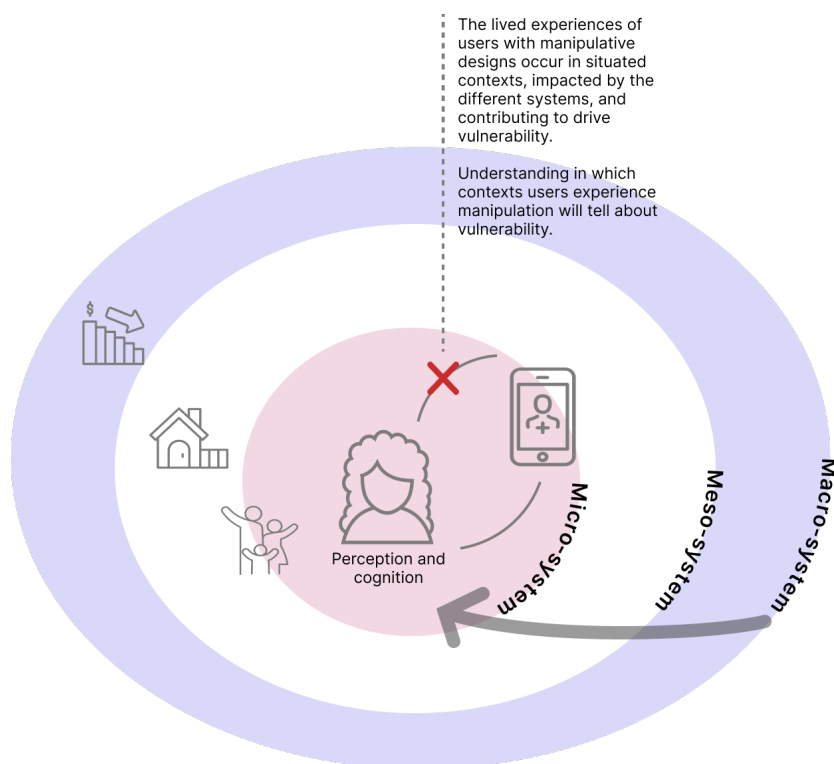 The lived experiences of
users with manipulative
designs occur in situated
contexts, impacted by the
different systems, and
contributing to drive
vulnerability.
Understanding in which
contexts users experience
manipulation will tell about
vulnerability.
$
Perception and
cognition
Micro-system
Meso-system
Macro-system